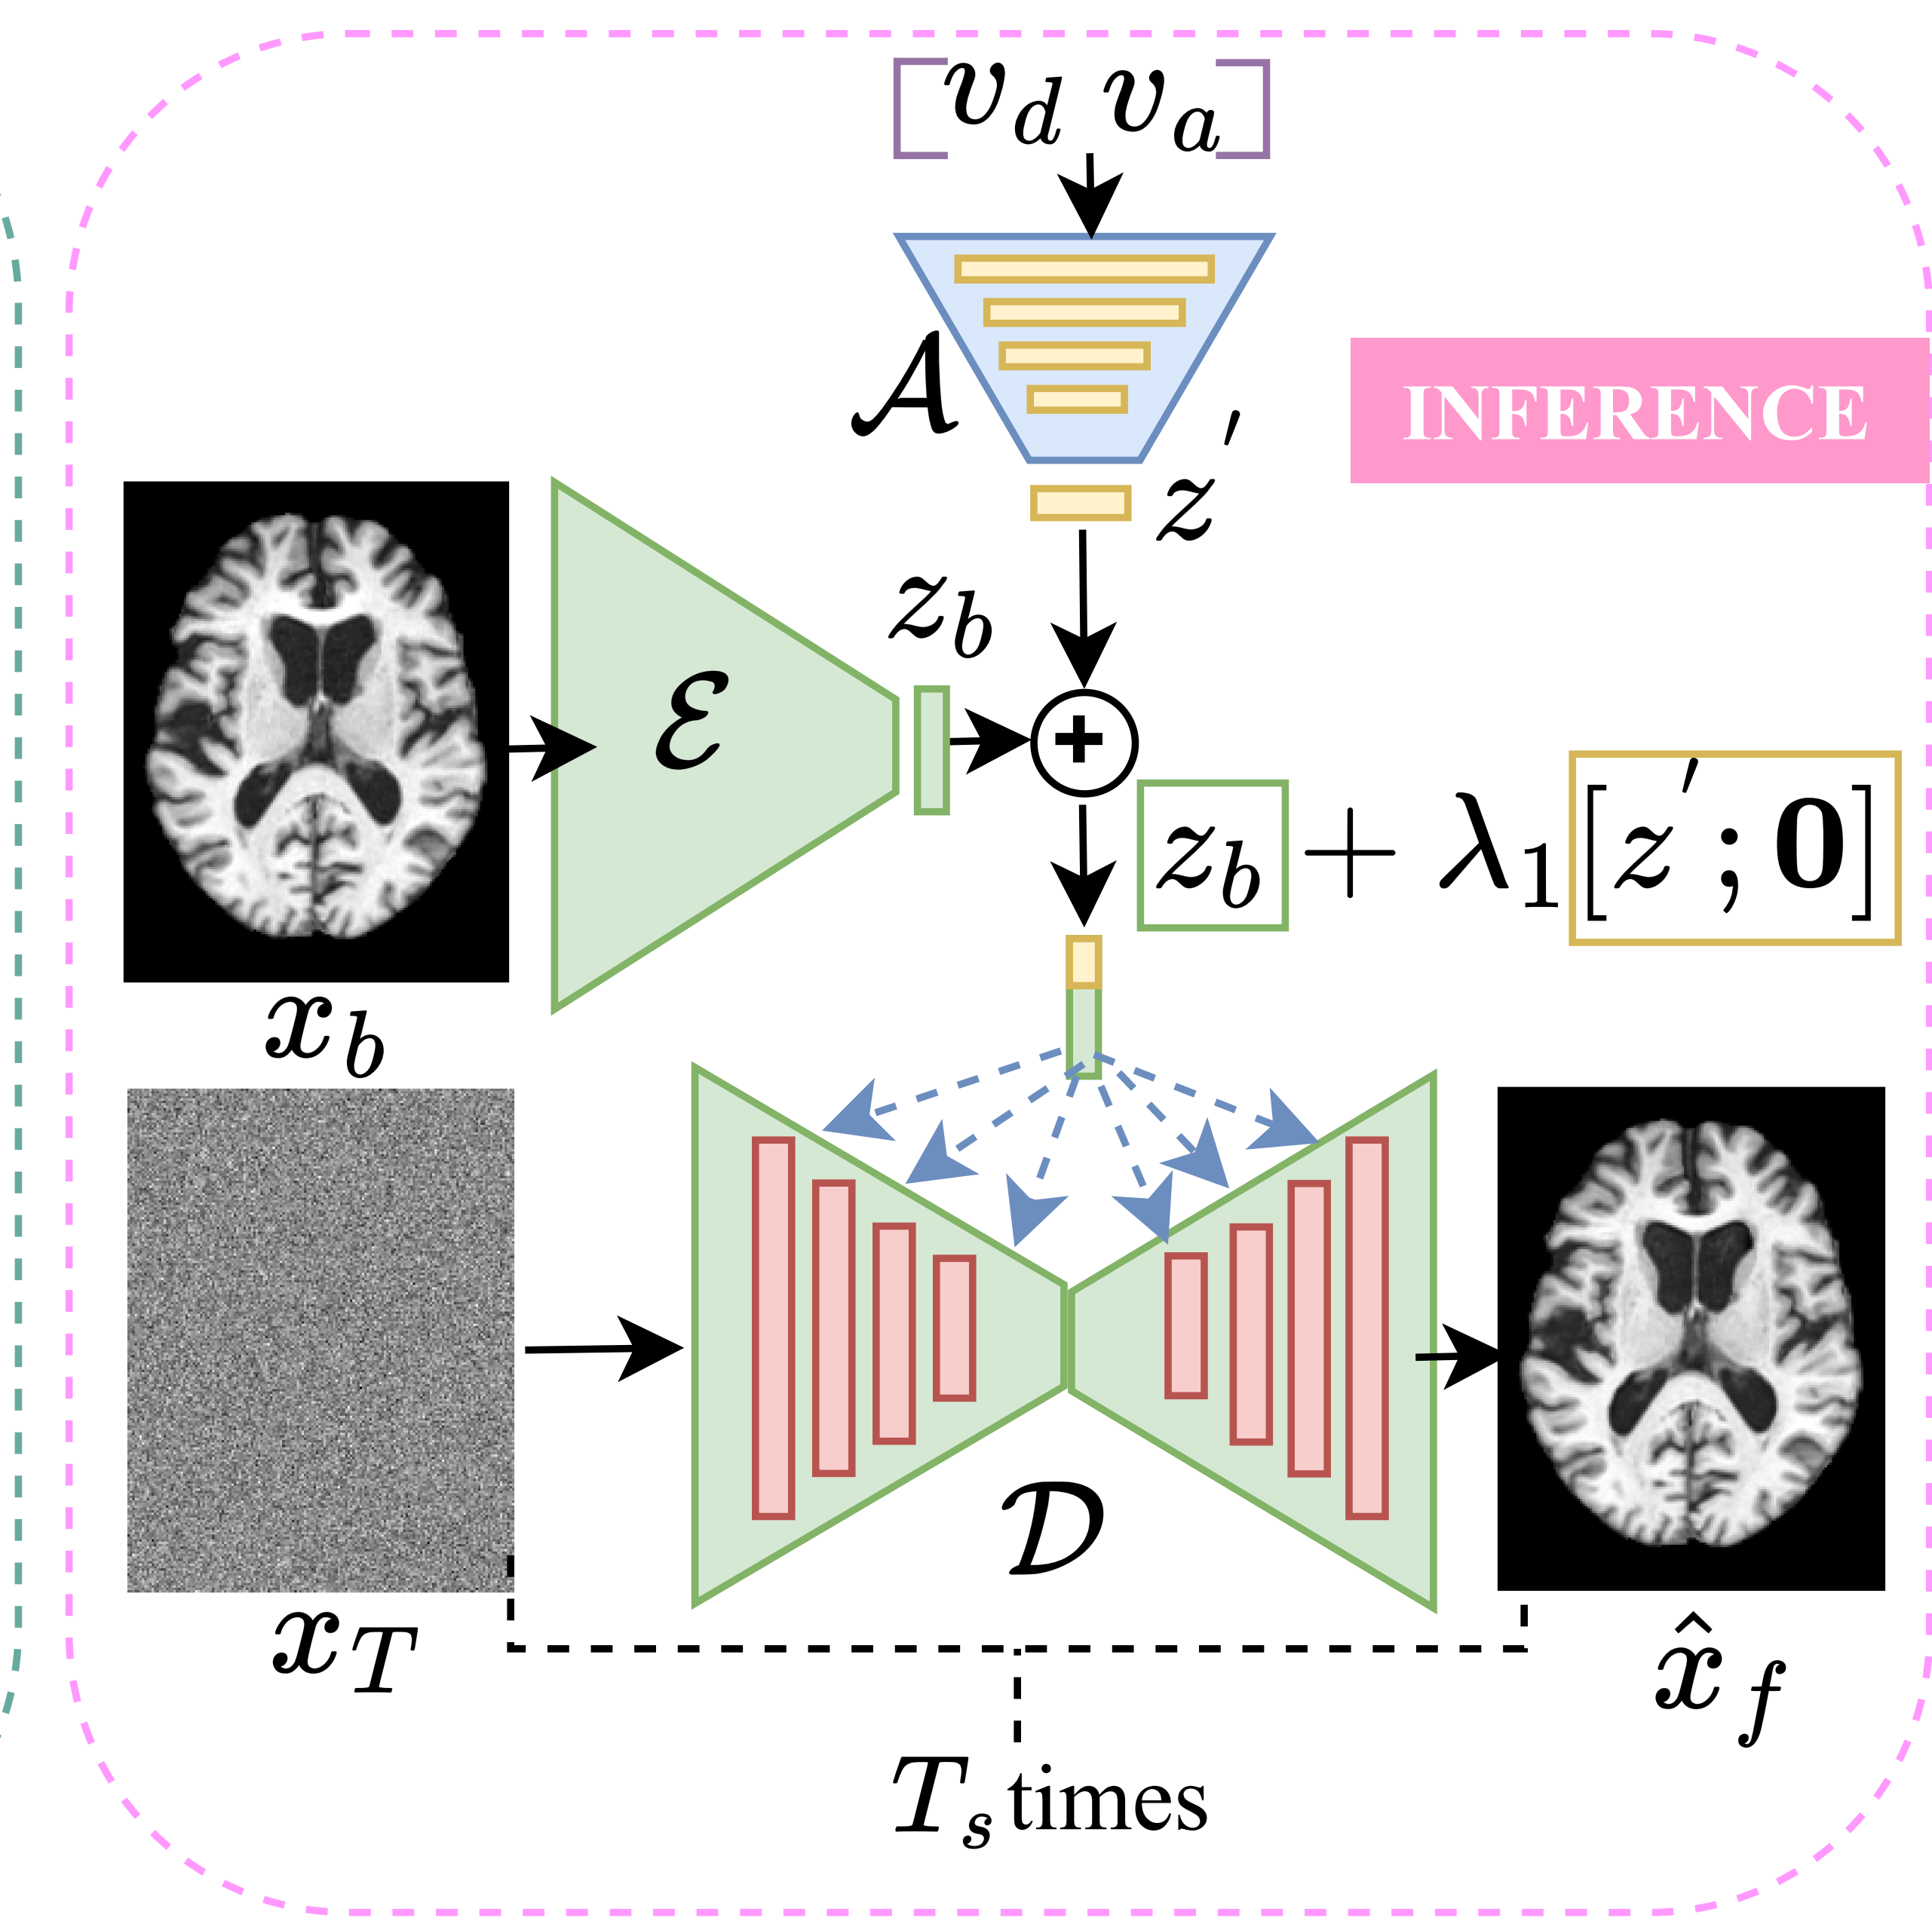 [v_d v_a]
𝒜
INFERENCE
z'
z_b
ℰ
+
z_b + λ_1[z'; 0]
x_b
𝒟
x_T
x̂_f
T_s times